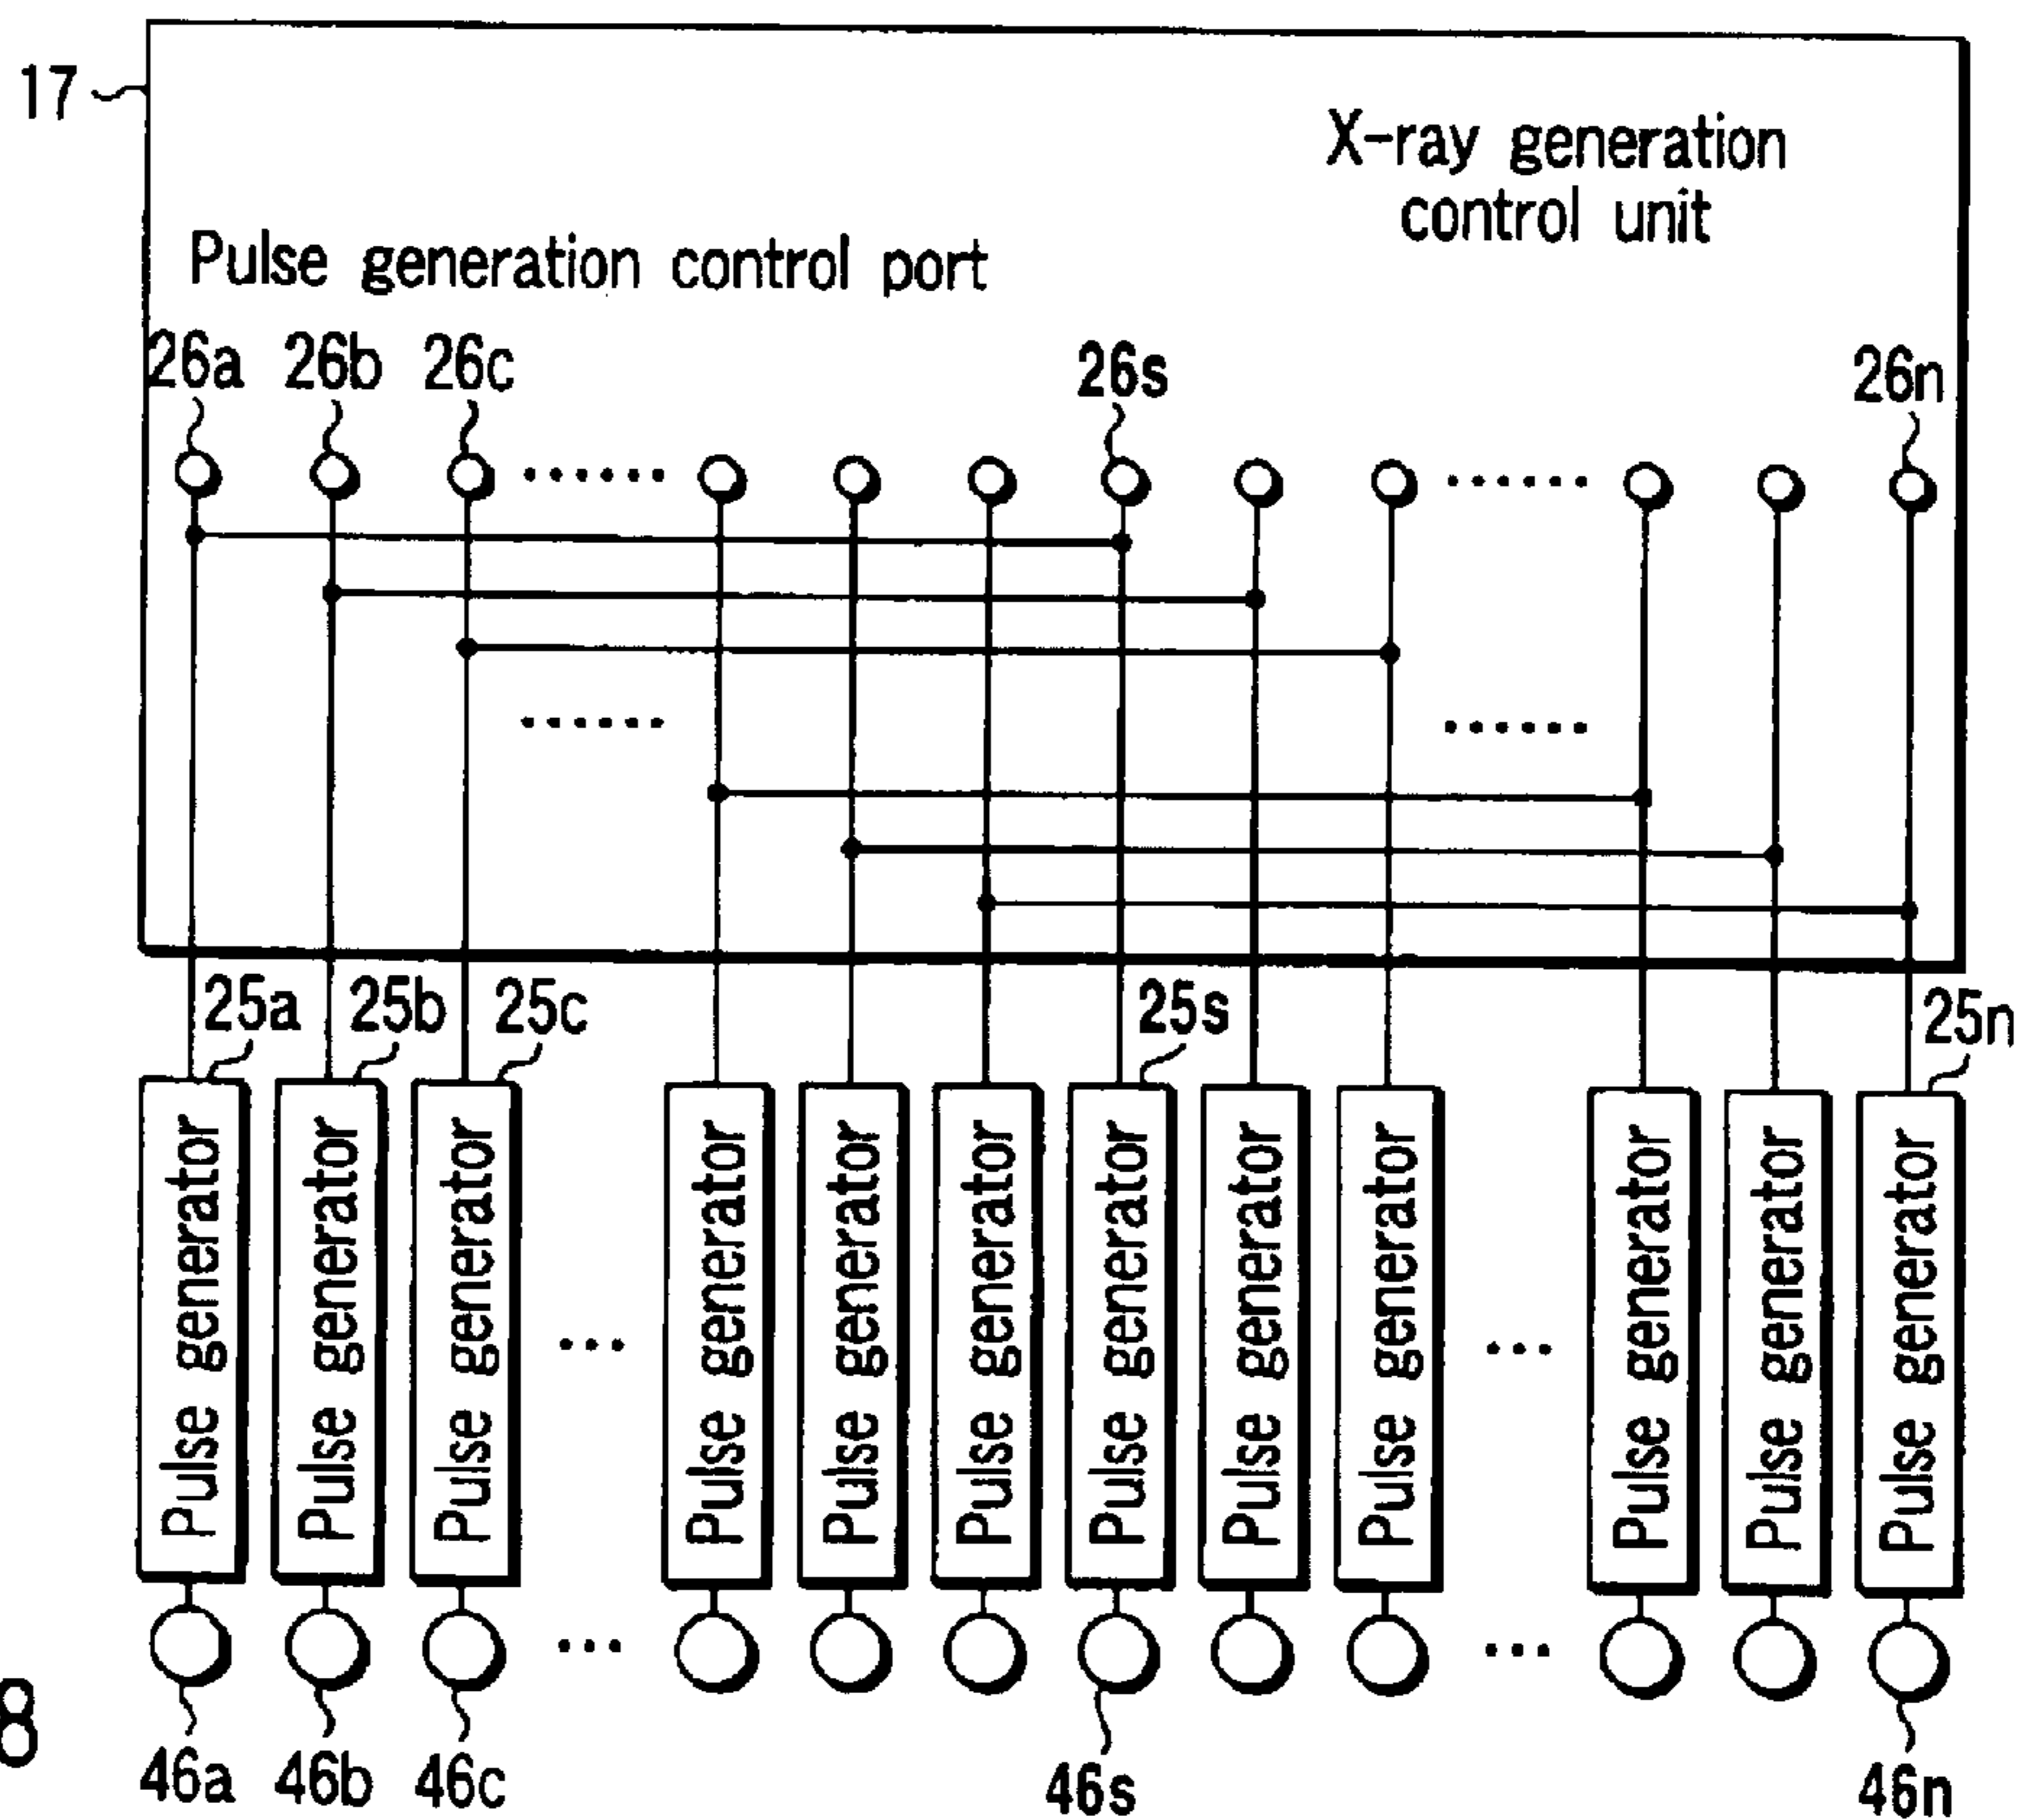 17
X-ray generation
control unit
Pulse generation control port
26a 26b 26c 26s 26n
25a 25b 25c 25s 25n
Pulse generator
Pulse generator
Pulse generator
Pulse generator
Pulse generator
Pulse generator
Pulse generator
Pulse generator
Pulse generator
Pulse generator
Pulse generator
Pulse generator
8
46a 46b 46c 46s 46n